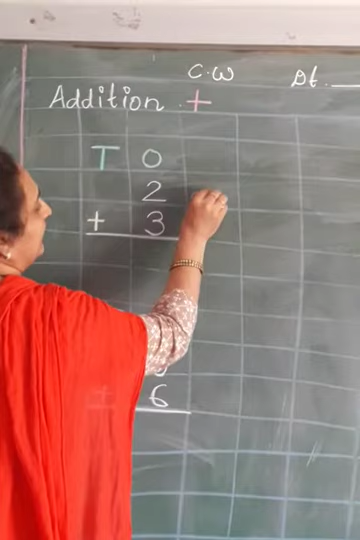 C.W Dt.
Addition +
T O
2
+ 3
+ 6